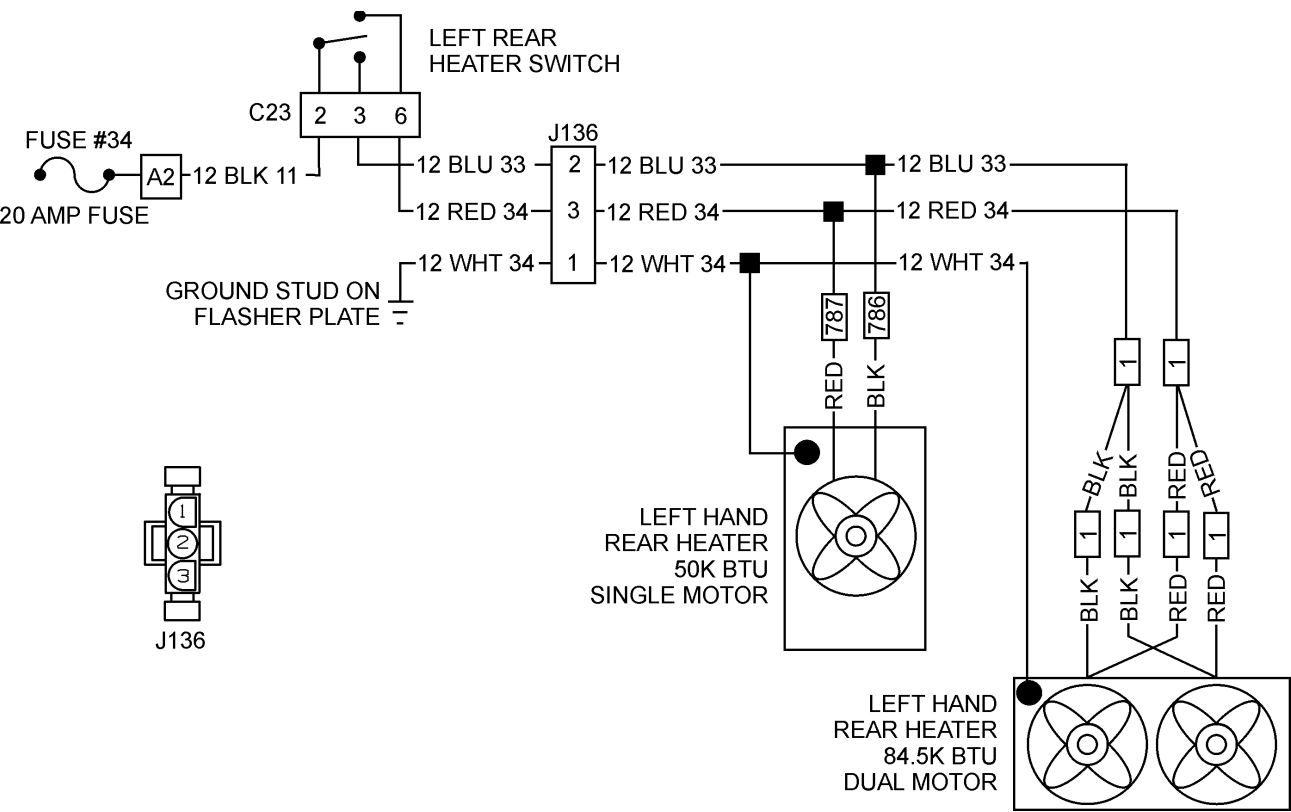 LEFT REAR
HEATER SWITCH
C23 2 3 6
FUSE #34
A2 12 BLK 11
20 AMP FUSE
J136
12 BLU 33 2 12 BLU 33 12 BLU 33
12 RED 34 3 12 RED 34 12 RED 34
12 WHT 34 1 12 WHT 34 12 WHT 34
GROUND STUD ON
FLASHER PLATE
787 786
RED BLK
1 1
BLK BLK RED RED
1 1 1 1
BLK BLK RED RED
LEFT HAND
REAR HEATER
50K BTU
SINGLE MOTOR
1
2
3
J136
LEFT HAND
REAR HEATER
84.5K BTU
DUAL MOTOR